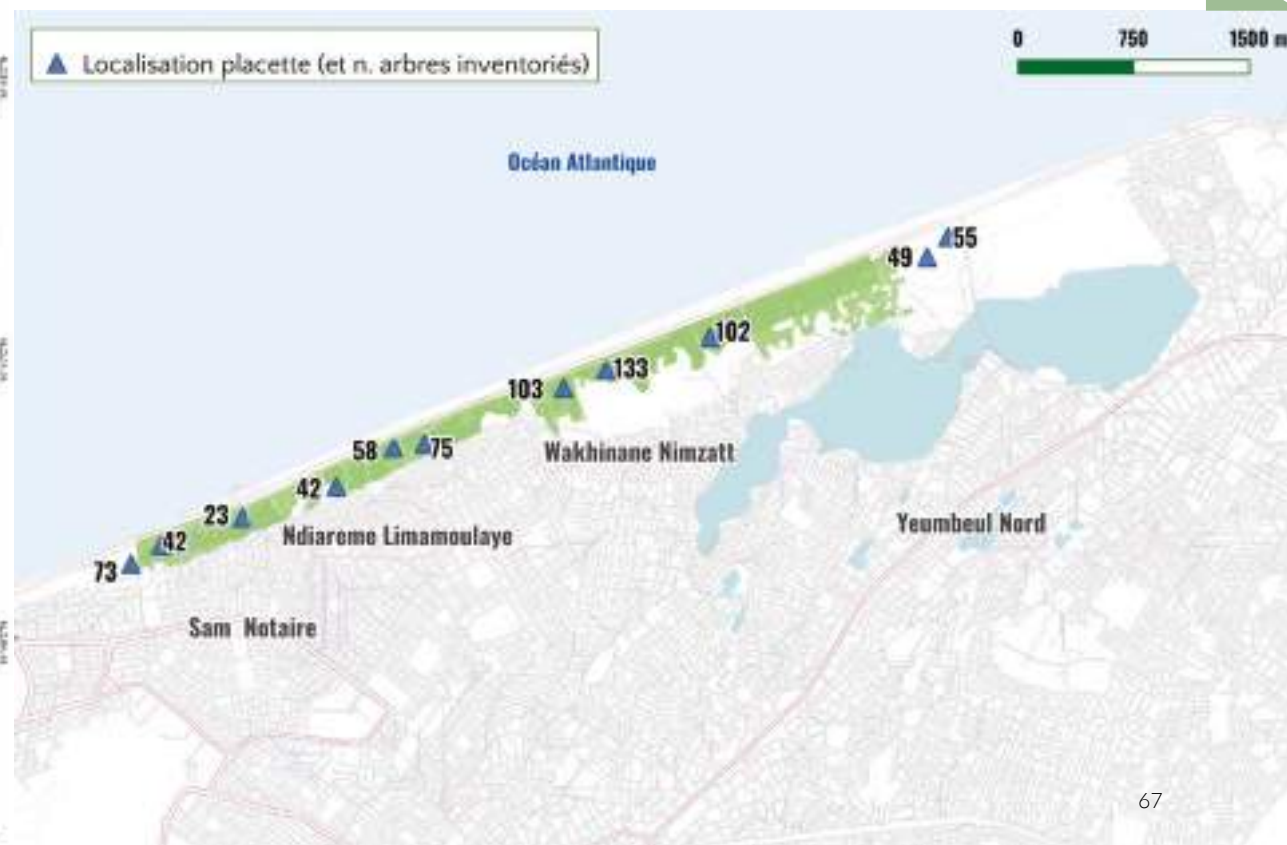 0 750 1500 m
Localisation placette (et n. arbres inventoriés)
Océan Atlantique
55
49
102
133
103
58
75
Wakhinane Nimzatt
42
23
Ndiareme Limamoulaye
Yeumbeul Nord
42
73
Sam Notaire
67